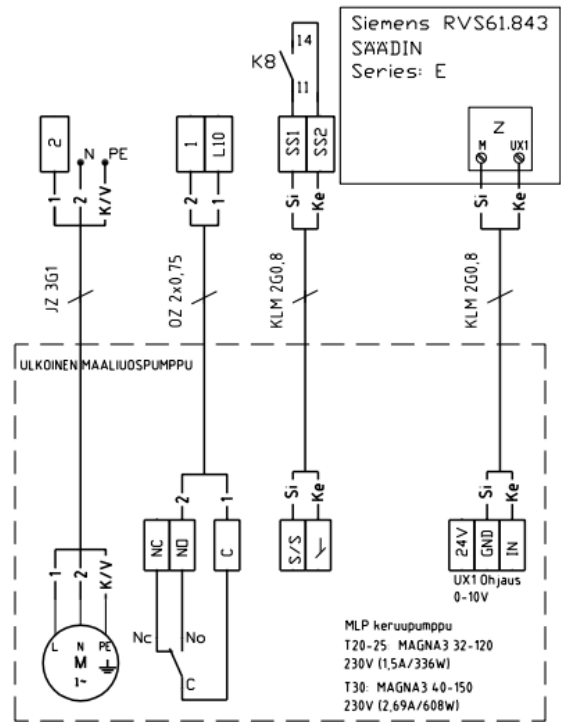 Siemens RVS61.843
SÄÄDIN
Series: E
K8
14
11
Z
M
UX1
2
N
PE
1
L10
SS1
SS2
1
2
K/V
2
1
Si
Ke
Si
Ke
JZ 3G1
OZ 2x0,75
KLM 2G0,8
KLM 2G0,8
ULKOINEN MAALIUOSPUMPPU
2
1
Si
Ke
Si
Ke
NC
NO
C
S/S
24V
GND
IN
UX1 Ohjaus
0-10V
1
2
K/V
L
N
PE
M
1~
Nc
No
C
MLP keruupumppu
T20-25: MAGNA3 32-120
230V (1,5A/336W)
T30: MAGNA3 40-150
230V (2,69A/608W)